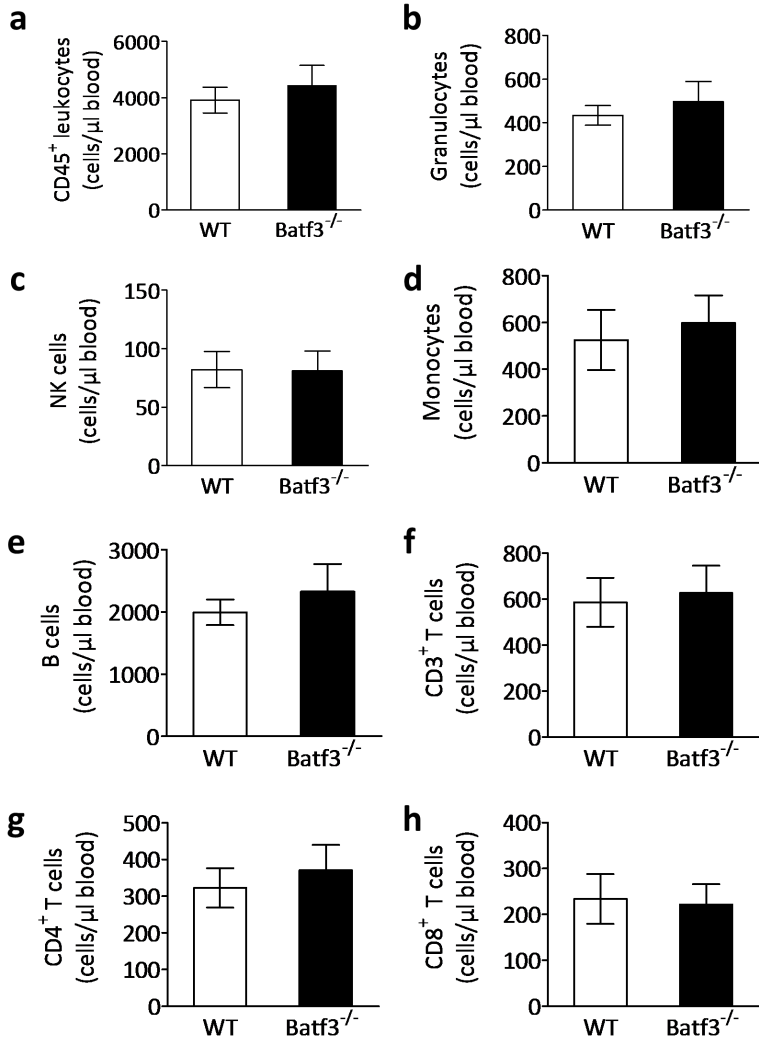 a
CD45⁺ leukocytes
(cells/µl blood)
6000
4000
2000
0
WT Batf3⁻/⁻
b
Granulocytes
(cells/µl blood)
800
600
400
200
0
WT Batf3⁻/⁻
c
NK cells
(cells/µl blood)
150
100
50
0
WT Batf3⁻/⁻
d
Monocytes
(cells/µl blood)
800
600
400
200
0
WT Batf3⁻/⁻
e
B cells
(cells/µl blood)
3000
2000
1000
0
WT Batf3⁻/⁻
f
CD3⁺ T cells
(cells/µl blood)
800
600
400
200
0
WT Batf3⁻/⁻
g
CD4⁺ T cells
(cells/µl blood)
500
400
300
200
100
0
WT Batf3⁻/⁻
h
CD8⁺ T cells
(cells/µl blood)
400
300
200
100
0
WT Batf3⁻/⁻